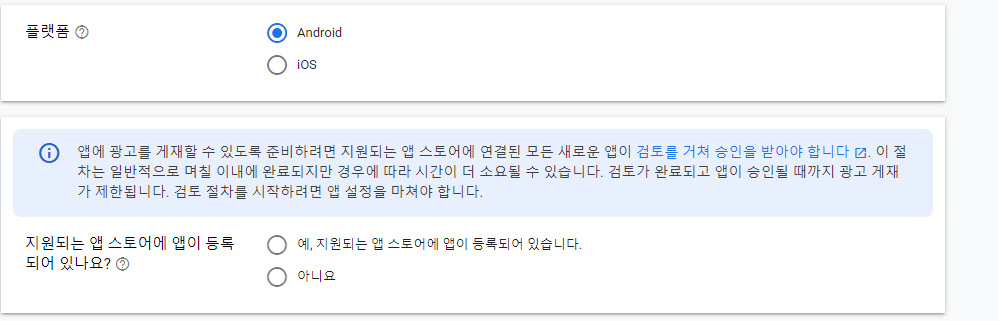 플랫폼
Android
iOS
앱에 광고를 게재할 수 있도록 준비하려면 지원되는 앱 스토어에 연결된 모든 새로운 앱이 검토를 거쳐 승인을 받아야 합니다. 이 절
차는 일반적으로 며칠 이내에 완료되지만 경우에 따라 시간이 더 소요될 수 있습니다. 검토가 완료되고 앱이 승인될 때까지 광고 게재
가 제한됩니다. 검토 절차를 시작하려면 앱 설정을 마쳐야 합니다.
지원되는 앱 스토어에 앱이 등록
되어 있나요?
예, 지원되는 앱 스토어에 앱이 등록되어 있습니다.
아니요